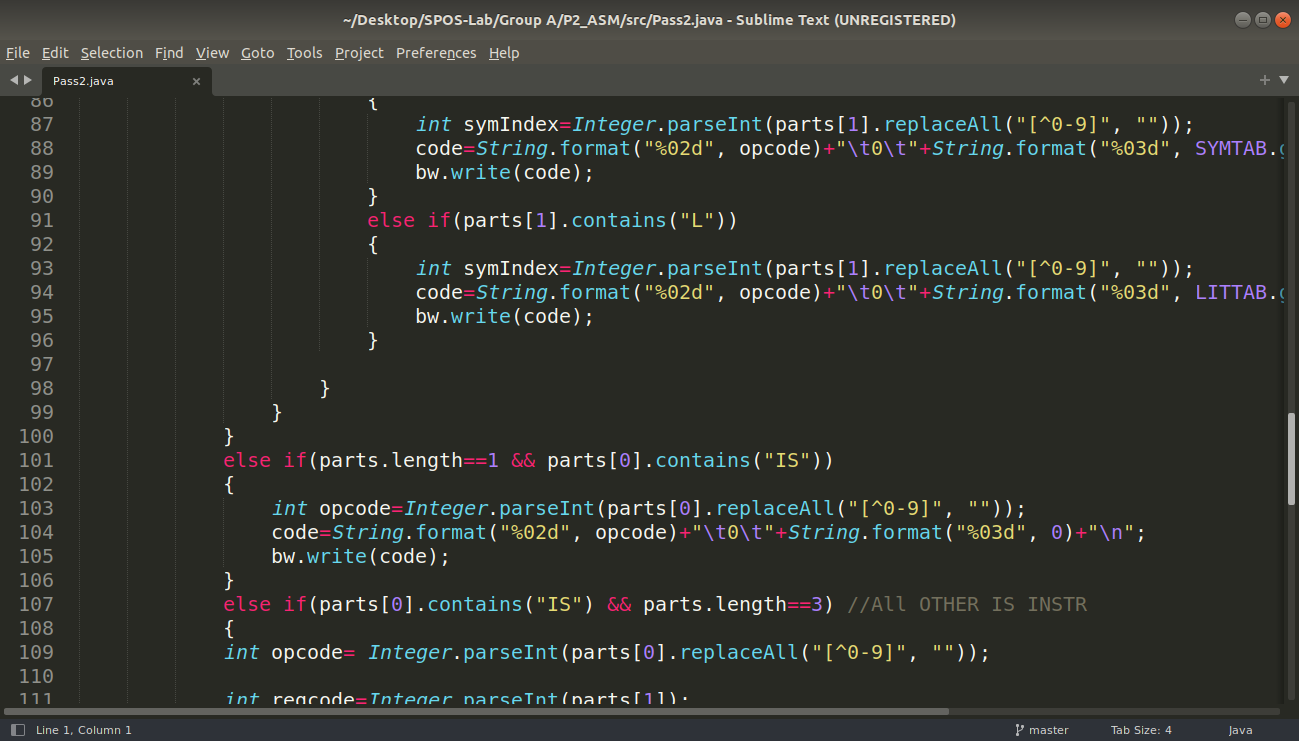 ~/Desktop/SPOS-Lab/Group A/P2_ASM/src/Pass2.java - Sublime Text (UNREGISTERED)
File Edit Selection Find View Goto Tools Project Preferences Help
Pass2.java
86 {
87 int symIndex=Integer.parseInt(parts[1].replaceAll("[^0-9]", ""));
88 code=String.format("%02d", opcode)+"\t0\t"+String.format("%03d", SYMTAB.g
89 bw.write(code);
90 }
91 else if(parts[1].contains("L"))
92 {
93 int symIndex=Integer.parseInt(parts[1].replaceAll("[^0-9]", ""));
94 code=String.format("%02d", opcode)+"\t0\t"+String.format("%03d", LITTAB.g
95 bw.write(code);
96 }
97
98 }
99 }
100 }
101 else if(parts.length==1 && parts[0].contains("IS"))
102 {
103 int opcode=Integer.parseInt(parts[0].replaceAll("[^0-9]", ""));
104 code=String.format("%02d", opcode)+"\t0\t"+String.format("%03d", 0)+"\n";
105 bw.write(code);
106 }
107 else if(parts[0].contains("IS") && parts.length==3) //All OTHER IS INSTR
108 {
109 int opcode= Integer.parseInt(parts[0].replaceAll("[^0-9]", ""));
110
111 int regcode=Integer.parseInt(parts[1]);
Line 1, Column 1 master Tab Size: 4 Java